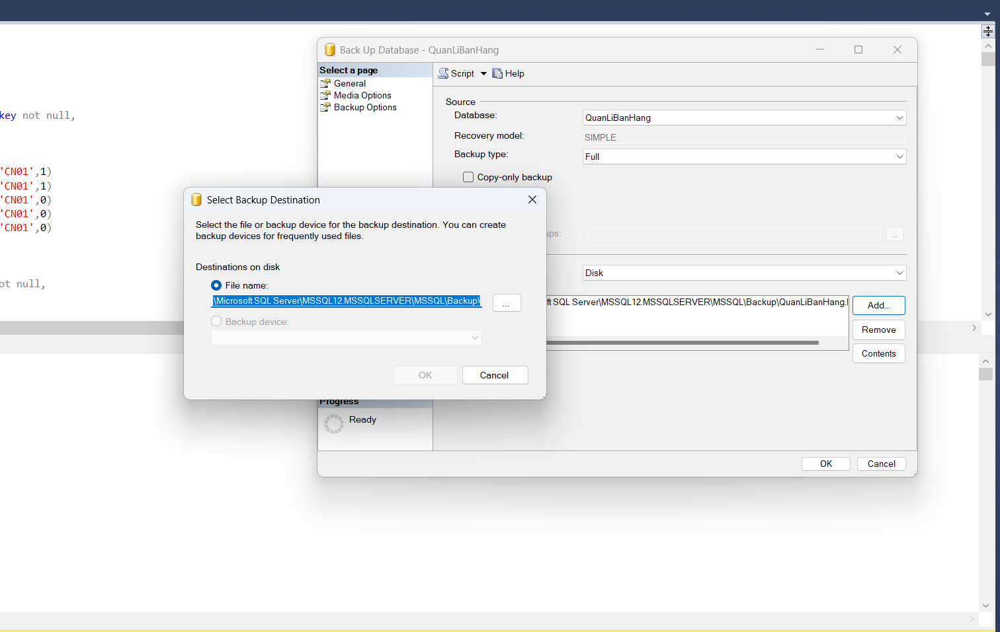 Back Up Database - QuanLiBanHang
Select a page
General
Media Options
Backup Options
Script
Help
Source
Database:
QuanLiBanHang
Recovery model:
SIMPLE
Backup type:
Full
Copy-only backup
ups:
...
Disk
ft SQL Server\MSSQL12.MSSQLSERVER\MSSQL\Backup\QuanLiBanHang.
Add...
Remove
Contents
Progress
Ready
OK
Cancel
Select Backup Destination
Select the file or backup device for the backup destination. You can create
backup devices for frequently used files.
Destinations on disk
File name:
\Microsoft SQL Server\MSSQL12.MSSQLSERVER\MSSQL\Backup\
...
Backup device:
OK
Cancel
key not null,
'CN01',1)
'CN01',1)
'CN01',0)
'CN01',0)
'CN01',0)
ot null,